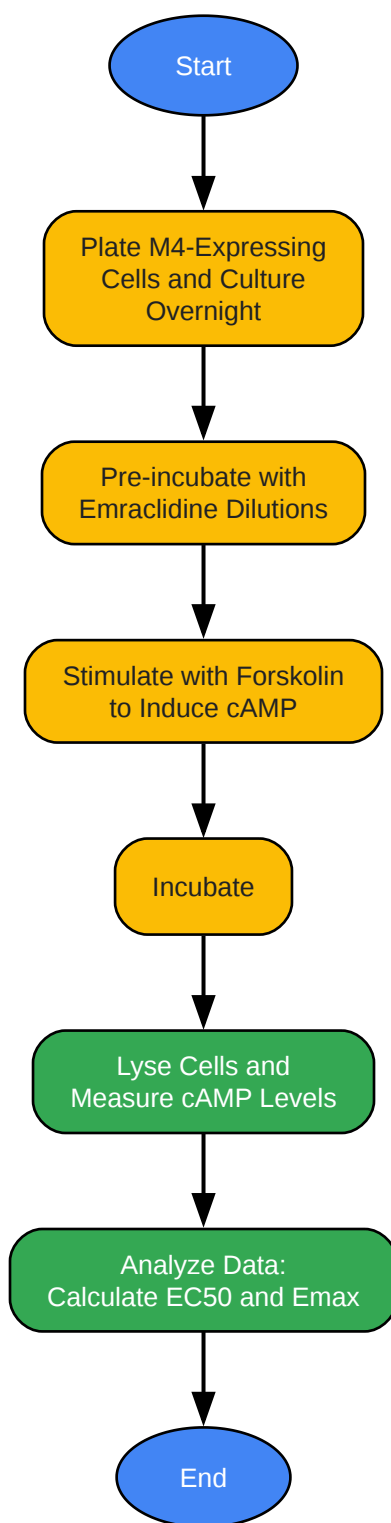 Start
Plate M4-Expressing
Cells and Culture
Overnight
Pre-incubate with
Emraclidine Dilutions
Stimulate with Forskolin
to Induce cAMP
Incubate
Lyse Cells and
Measure cAMP Levels
Analyze Data:
Calculate EC50 and Emax
End